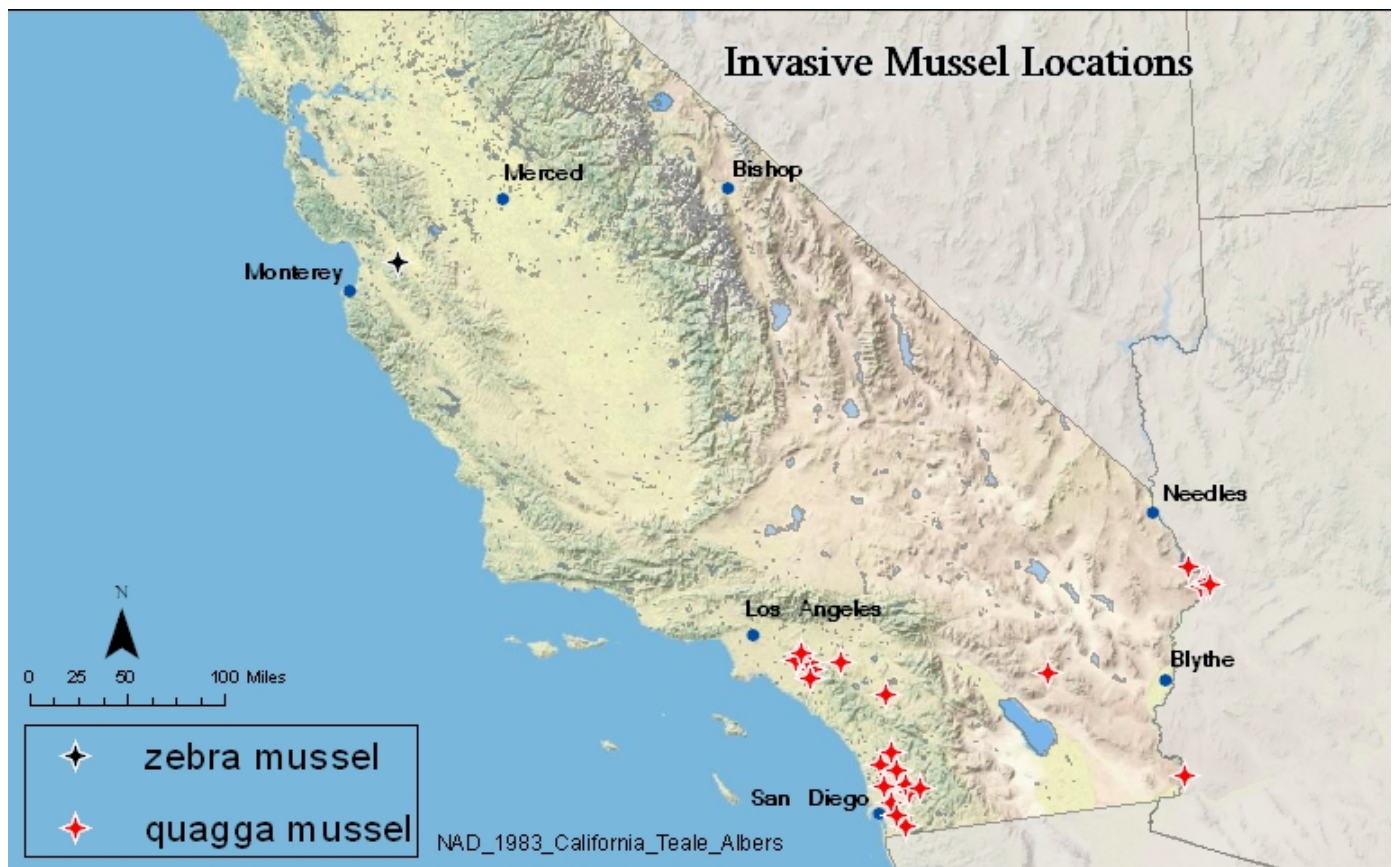 Invasive Mussel Locations
Merced
Bishop
Monterey
Needles
Los Angeles
Blythe
San Diego
N
0 25 50 100 Miles
zebra mussel
quagga mussel
NAD_1983_California_Teale_Albers